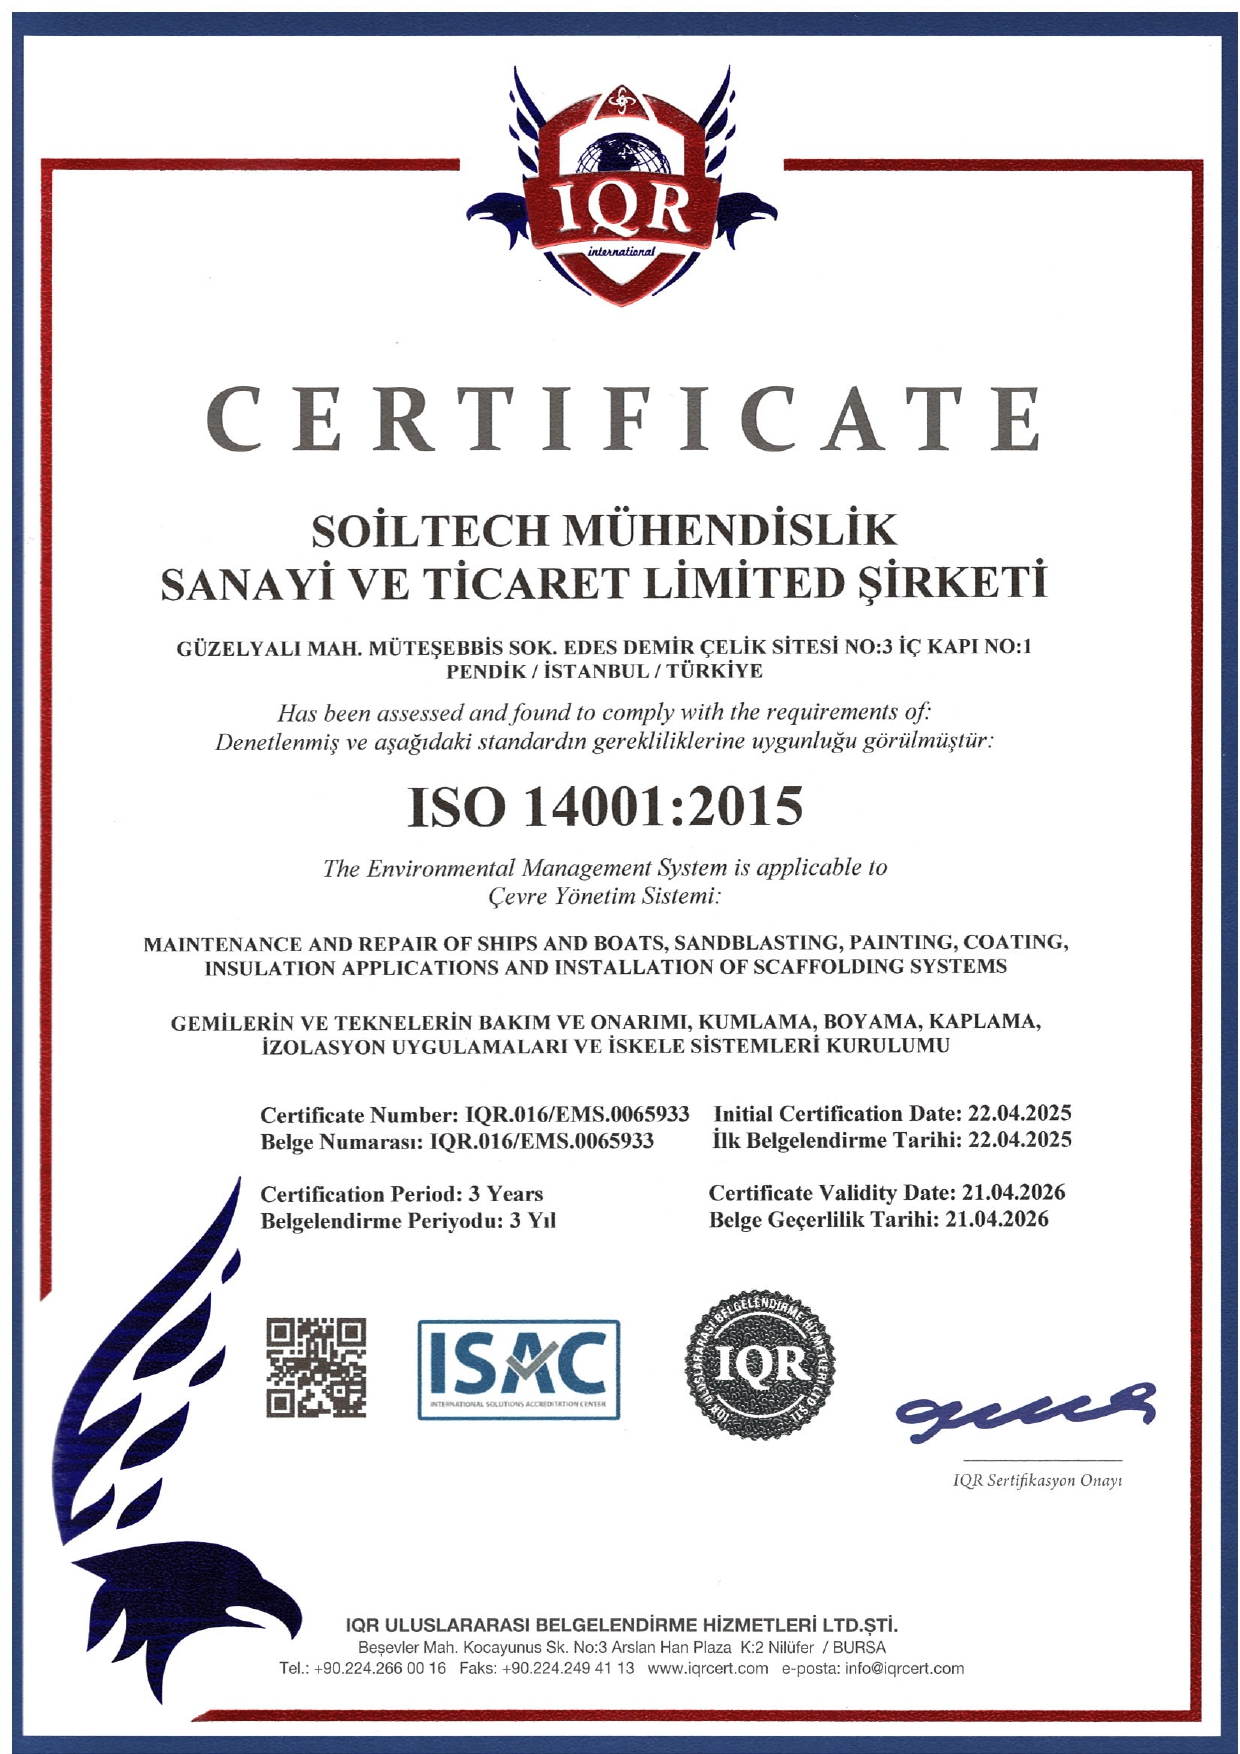 IQR
international
CERTIFICATE
SOİLTECH MÜHENDİSLİK
SANAYİ VE TİCARET LİMİTED ŞİRKETİ
GÜZELYALI MAH. MÜTEŞEBBİS SOK. EDES DEMİR ÇELİK SİTESİ NO:3 İÇ KAPI NO:1
PENDİK / İSTANBUL / TÜRKİYE
Has been assessed and found to comply with the requirements of:
Denetlenmiş ve aşağıdaki standardın gerekliliklerine uygunluğu görülmüştür:
ISO 14001:2015
The Environmental Management System is applicable to
Çevre Yönetim Sistemi:
MAINTENANCE AND REPAIR OF SHIPS AND BOATS, SANDBLASTING, PAINTING, COATING,
INSULATION APPLICATIONS AND INSTALLATION OF SCAFFOLDING SYSTEMS
GEMİLERİN VE TEKNELERİN BAKIM VE ONARIMI, KUMLAMA, BOYAMA, KAPLAMA,
İZOLASYON UYGULAMALARI VE İSKELE SİSTEMLERİ KURULUMU
Certificate Number: IQR.016/EMS.0065933 Initial Certification Date: 22.04.2025
Belge Numarası: IQR.016/EMS.0065933 İlk Belgelendirme Tarihi: 22.04.2025
Certification Period: 3 Years Certificate Validity Date: 21.04.2026
Belgelendirme Periyodu: 3 Yıl Belge Geçerlilik Tarihi: 21.04.2026
ISAC
INTERNATIONAL SOLUTIONS ACCREDITATION CENTER
IQR ULUSLARARASI BELGELENDİRME HİZMETLERİ LTD ŞTİ.
IQR
IQR Sertifikasyon Onayı
IQR ULUSLARARASI BELGELENDİRME HİZMETLERİ LTD.ŞTİ.
Beşevler Mah. Kocayunus Sk. No:3 Arslan Han Plaza K:2 Nilüfer / BURSA
Tel.: +90.224.266 00 16 Faks: +90.224.249 41 13 www.iqrcert.com e-posta: info@iqrcert.com